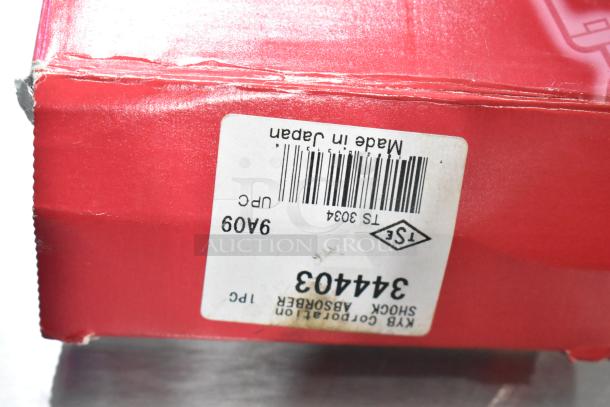 KYB Corporation
SHOCK ABSORBER 1PC
344403
TSE
TS 3034
9A09
UPC
Made in Japan
AUCTION GROUP